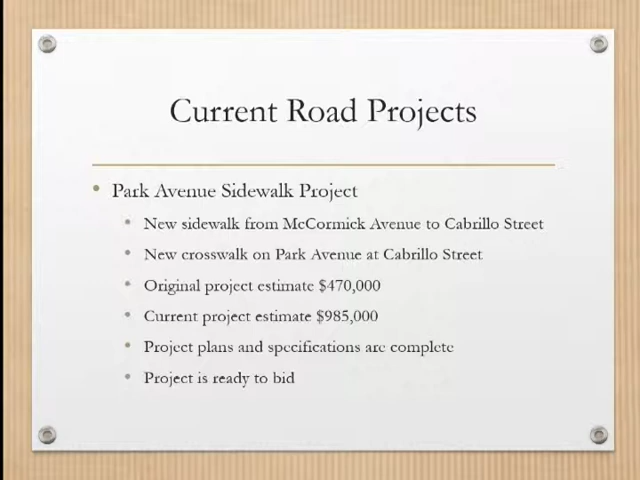 Current Road Projects
• Park Avenue Sidewalk Project
• New sidewalk from McCormick Avenue to Cabrillo Street
• New crosswalk on Park Avenue at Cabrillo Street
• Original project estimate $470,000
• Current project estimate $985,000
• Project plans and specifications are complete
• Project is ready to bid